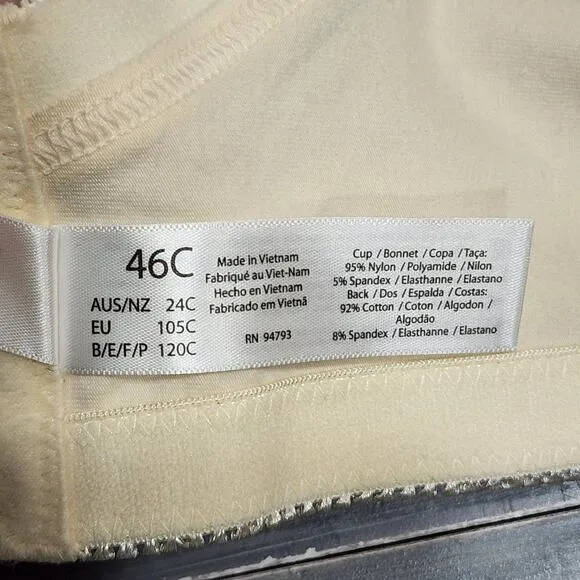 46C
AUS/NZ 24C
EU 105C
B/E/F/P 120C
Made in Vietnam
Fabriqué au Viet-Nam
Hecho en Vietnam
Fabricado em Vietnã
RN 94793
Cup / Bonnet / Copa / Taça:
95% Nylon / Polyamide / Nilon
5% Spandex / Elasthanne / Elastano
Back / Dos / Espalda / Costas:
92% Cotton / Coton / Algodon /
Algodão
8% Spandex / Elasthanne / Elastano